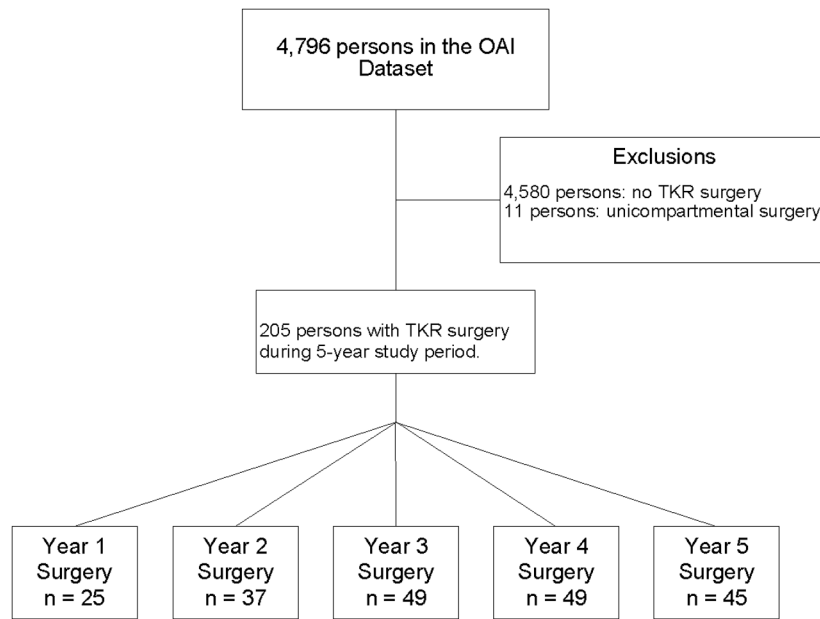 4,796 persons in the OAI
Dataset
Exclusions
4,580 persons: no TKR surgery
11 persons: unicompartmental surgery
205 persons with TKR surgery
during 5-year study period.
Year 1
Surgery
n = 25
Year 2
Surgery
n = 37
Year 3
Surgery
n = 49
Year 4
Surgery
n = 49
Year 5
Surgery
n = 45